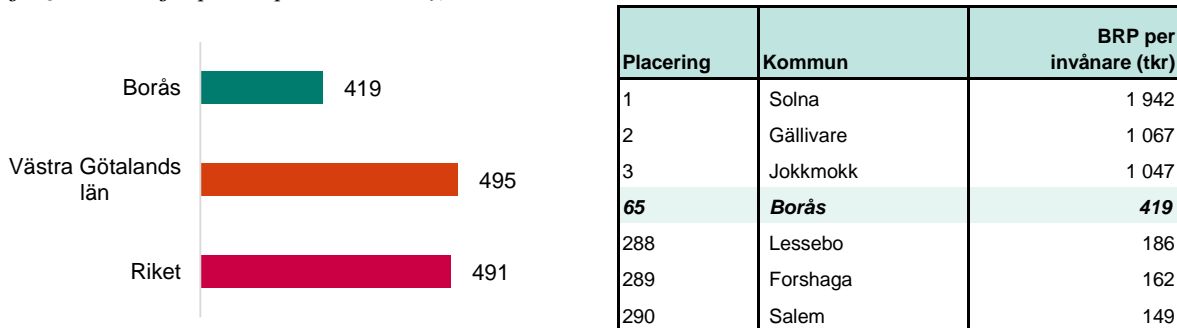 Borås
419
Västra Götalands
län
495
Riket
491
Placering Kommun BRP per
invånare (tkr)
1 Solna 1 942
2 Gällivare 1 067
3 Jokkmokk 1 047
65 Borås 419
288 Lessebo 186
289 Forshaga 162
290 Salem 149